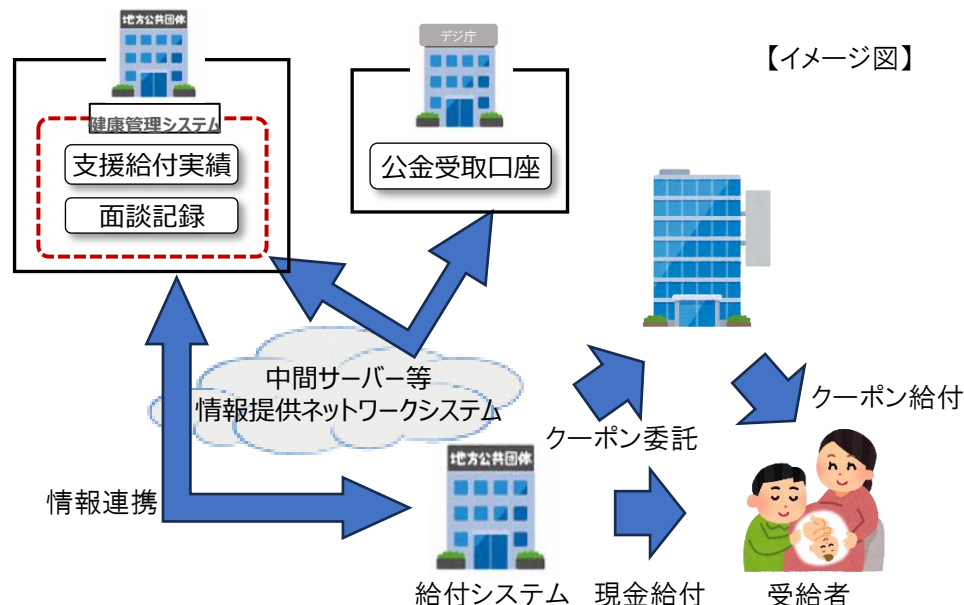 【イメージ図】
地方公共団体
デジ庁
健康管理システム
支援給付実績
面談記録
公金受取口座
中間サーバー等
情報提供ネットワークシステム
クーポン給付
クーポン委託
地方公共団体
情報連携
給付システム
現金給付
受給者